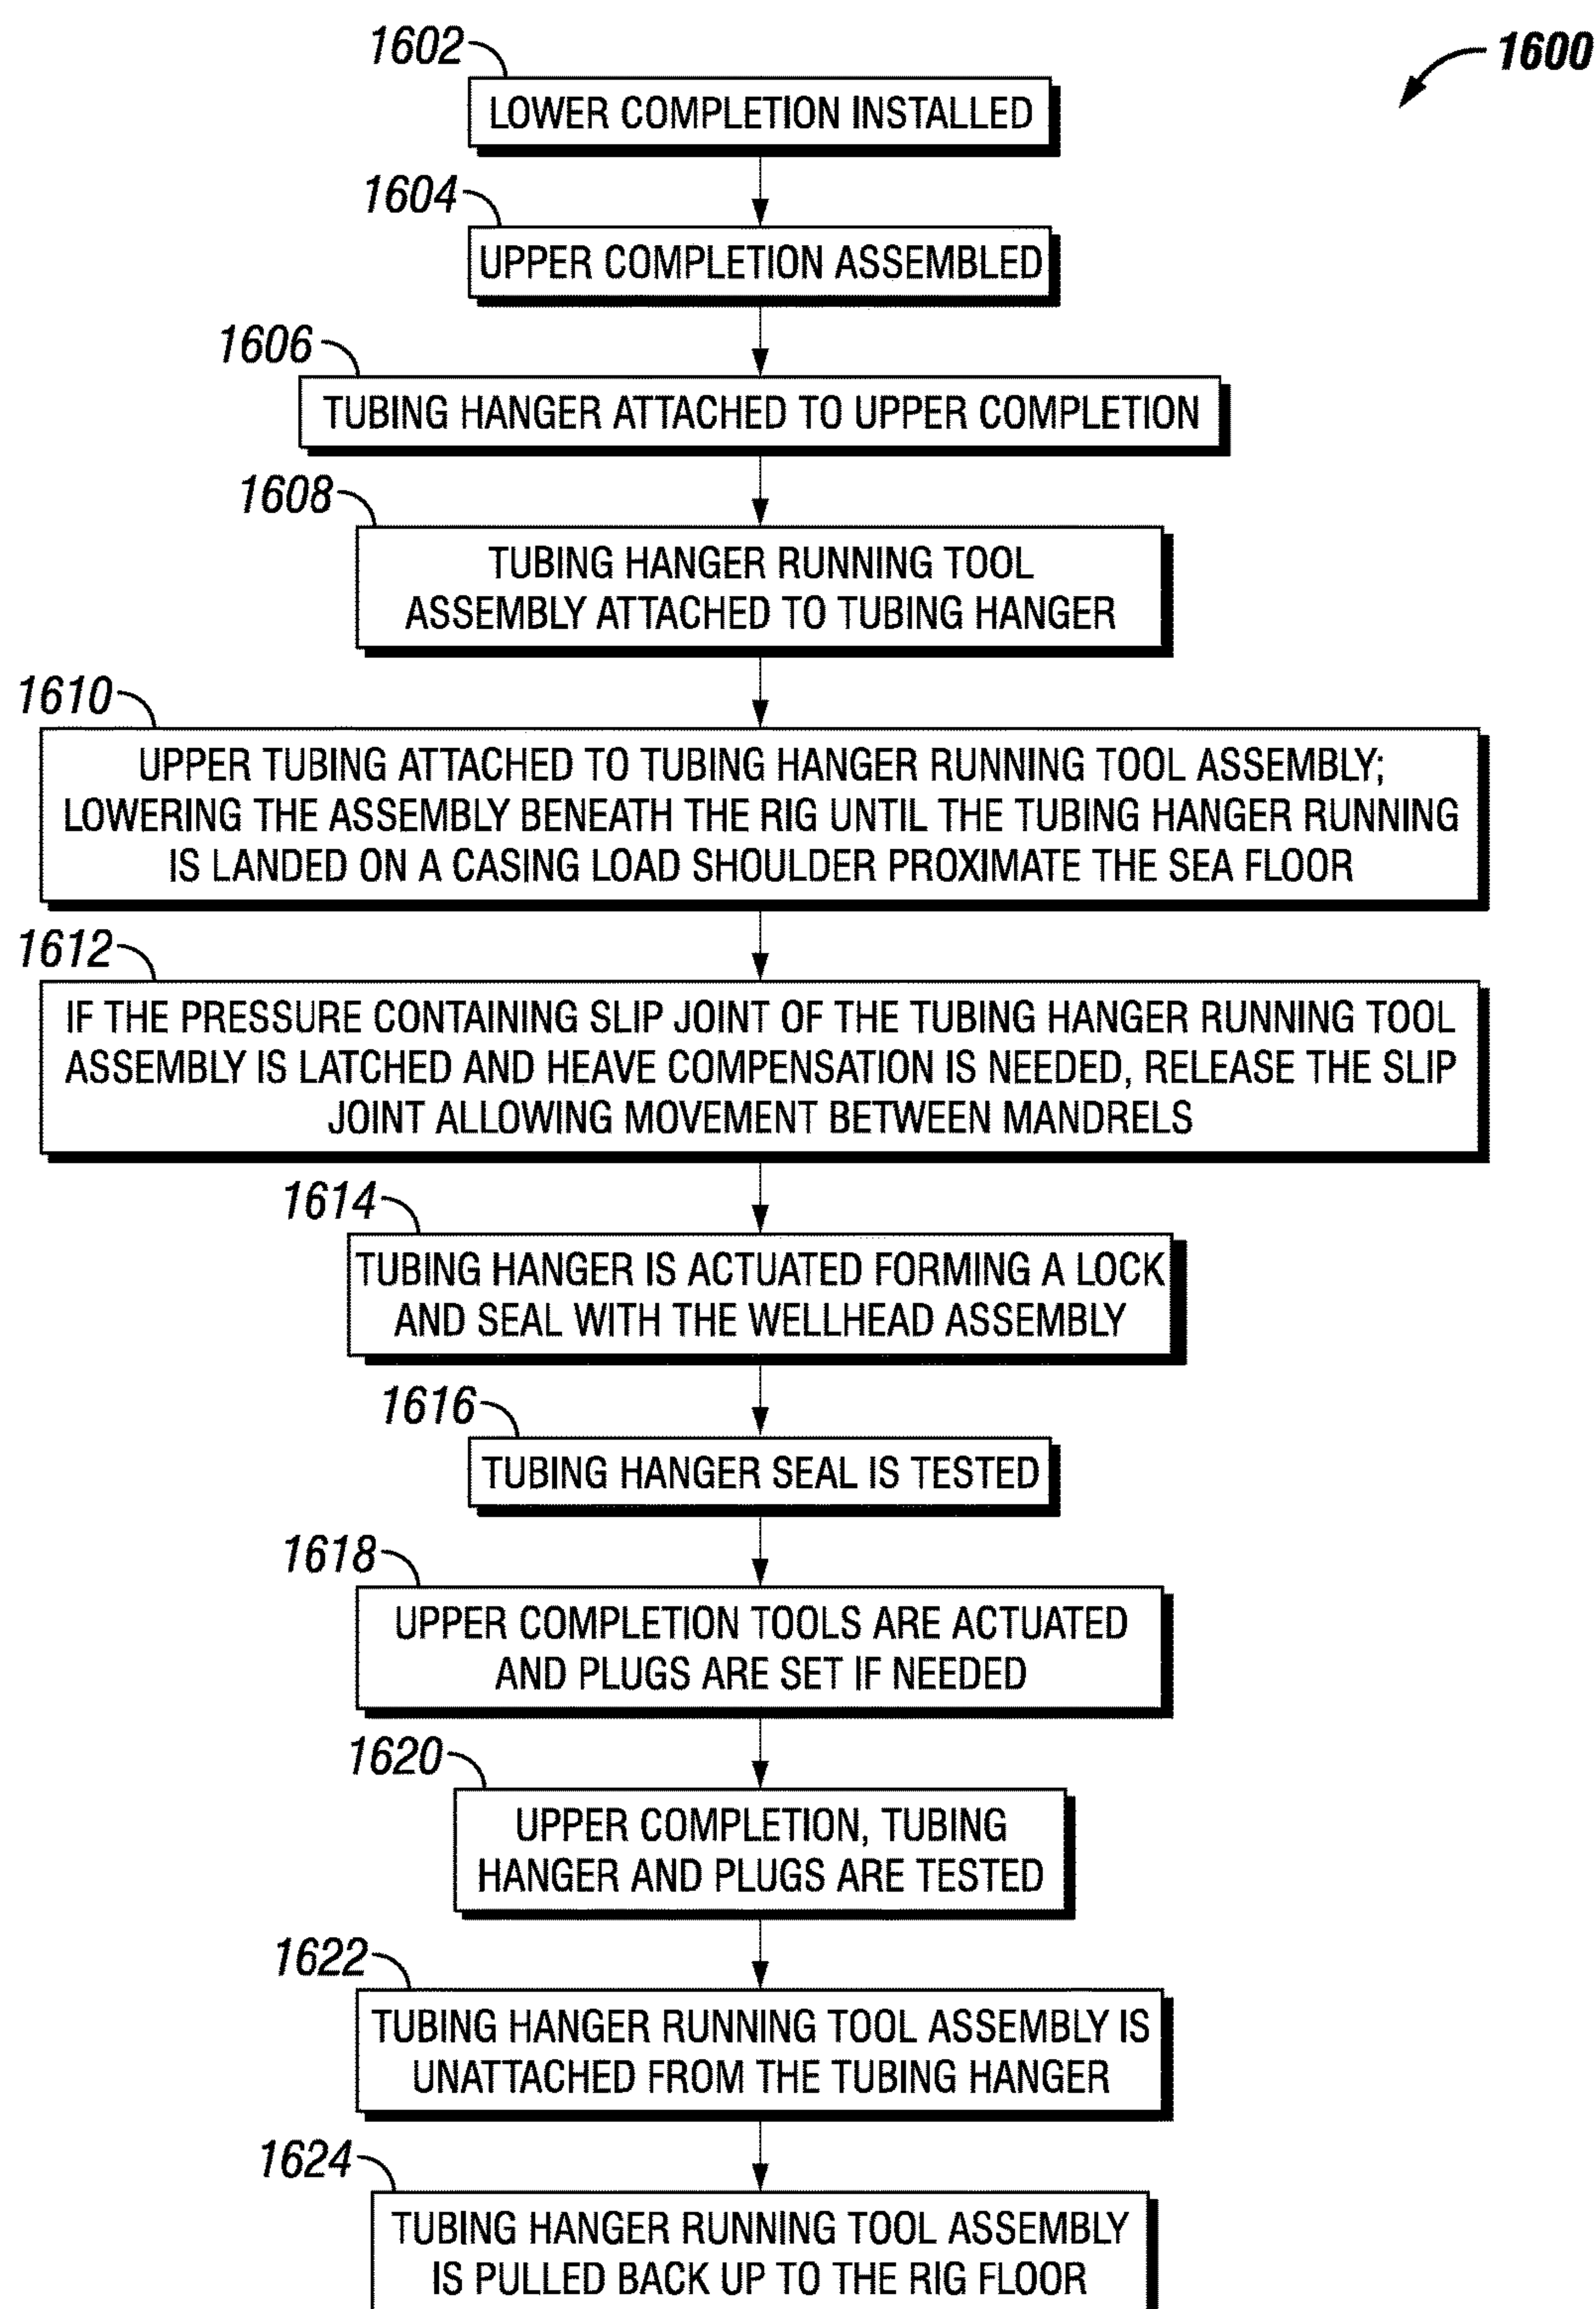 1600
1602
LOWER COMPLETION INSTALLED
1604
UPPER COMPLETION ASSEMBLED
1606
TUBING HANGER ATTACHED TO UPPER COMPLETION
1608
TUBING HANGER RUNNING TOOL
ASSEMBLY ATTACHED TO TUBING HANGER
1610
UPPER TUBING ATTACHED TO TUBING HANGER RUNNING TOOL ASSEMBLY;
LOWERING THE ASSEMBLY BENEATH THE RIG UNTIL THE TUBING HANGER RUNNING
IS LANDED ON A CASING LOAD SHOULDER PROXIMATE THE SEA FLOOR
1612
IF THE PRESSURE CONTAINING SLIP JOINT OF THE TUBING HANGER RUNNING TOOL
ASSEMBLY IS LATCHED AND HEAVE COMPENSATION IS NEEDED, RELEASE THE SLIP
JOINT ALLOWING MOVEMENT BETWEEN MANDRELS
1614
TUBING HANGER IS ACTUATED FORMING A LOCK
AND SEAL WITH THE WELLHEAD ASSEMBLY
1616
TUBING HANGER SEAL IS TESTED
1618
UPPER COMPLETION TOOLS ARE ACTUATED
AND PLUGS ARE SET IF NEEDED
1620
UPPER COMPLETION, TUBING
HANGER AND PLUGS ARE TESTED
1622
TUBING HANGER RUNNING TOOL ASSEMBLY IS
UNATTACHED FROM THE TUBING HANGER
1624
TUBING HANGER RUNNING TOOL ASSEMBLY
IS PULLED BACK UP TO THE RIG FLOOR